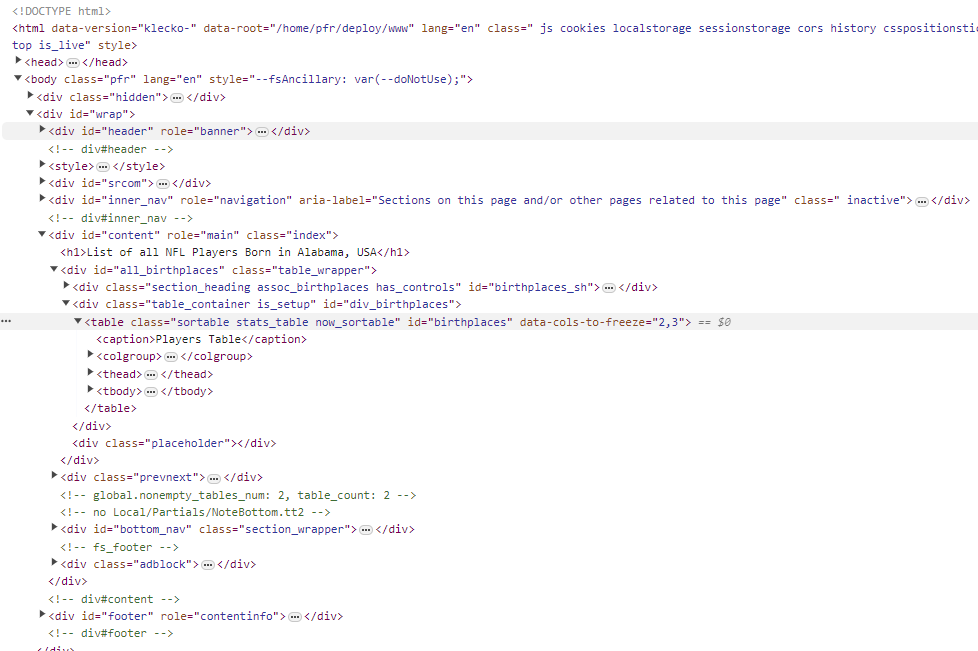 <!DOCTYPE html>
<html data-version="klecko-" data-root="/home/pfr/deploy/www" lang="en" class=" js cookies localstorage sessionstorage cors history csspositionstic
top is_live" style>
<head>…</head>
<body class="pfr" lang="en" style="--fsAncillary: var(--doNotUse);">
<div class="hidden">…</div>
<div id="wrap">
<div id="header" role="banner">…</div>
<!-- div#header -->
<style>…</style>
<div id="srcom">…</div>
<div id="inner_nav" role="navigation" aria-label="Sections on this page and/or other pages related to this page" class=" inactive">…</div>
<!-- div#inner_nav -->
<div id="content" role="main" class="index">
<h1>List of all NFL Players Born in Alabama, USA</h1>
<div id="all_birthplaces" class="table_wrapper">
<div class="section_heading assoc_birthplaces has_controls" id="birthplaces_sh">…</div>
<div class="table_container is_setup" id="div_birthplaces">
…<table class="sortable stats_table now_sortable" id="birthplaces" data-cols-to-freeze="2,3"> == $0
<caption>Players Table</caption>
<colgroup>…</colgroup>
<thead>…</thead>
<tbody>…</tbody>
</table>
</div>
<div class="placeholder"></div>
</div>
<div class="prevnext">…</div>
<!-- global.nonempty_tables_num: 2, table_count: 2 -->
<!-- no Local/Partials/NoteBottom.tt2 -->
<div id="bottom_nav" class="section_wrapper">…</div>
<!-- fs_footer -->
<div class="adblock">…</div>
</div>
<!-- div#content -->
<div id="footer" role="contentinfo">…</div>
<!-- div#footer -->
</div>